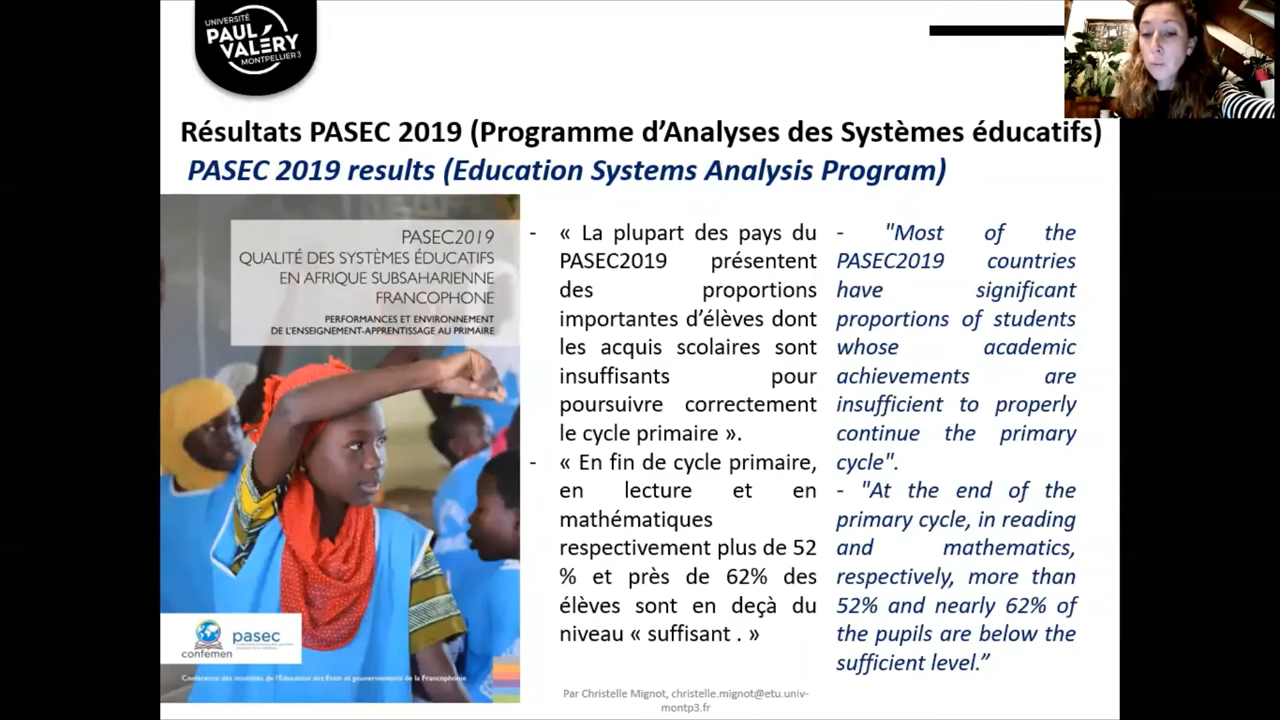 UNIVERSITÉ
PAUL
VALÉRY
MONTPELLIER 3
Résultats PASEC 2019 (Programme d’Analyses des Systèmes éducatifs)
PASEC 2019 results (Education Systems Analysis Program)
PASEC2019
QUALITÉ DES SYSTÈMES ÉDUCATIFS
EN AFRIQUE SUBSAHARIENNE
FRANCOPHONE
PERFORMANCES ET ENVIRONNEMENT
DE L’ENSEIGNEMENT-APPRENTISSAGE AU PRIMAIRE
confemen
pasec
Conférence des ministres de l’Éducation des États et gouvernements de la Francophonie
- « La plupart des pays du
PASEC2019 présentent
des proportions
importantes d’élèves dont
les acquis scolaires sont
insuffisants pour
poursuivre correctement
le cycle primaire ».
- « En fin de cycle primaire,
en lecture et en
mathématiques
respectivement plus de 52
% et près de 62% des
élèves sont en deçà du
niveau « suffisant . »
- "Most of the
PASEC2019 countries
have significant
proportions of students
whose academic
achievements are
insufficient to properly
continue the primary
cycle".
- "At the end of the
primary cycle, in reading
and mathematics,
respectively, more than
52% and nearly 62% of
the pupils are below the
sufficient level.”
Par Christelle Mignot, christelle.mignot@etu.univ-
montp3.fr